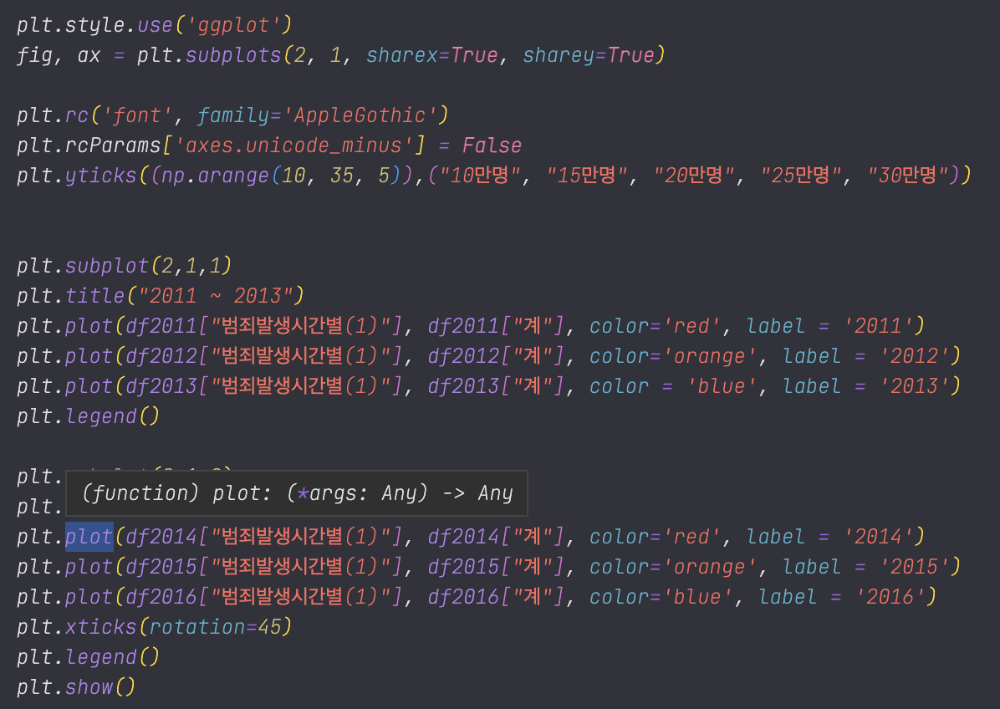 plt.style.use('ggplot')
fig, ax = plt.subplots(2, 1, sharex=True, sharey=True)
plt.rc('font', family='AppleGothic')
plt.rcParams['axes.unicode_minus'] = False
plt.yticks((np.arange(10, 35, 5)),("10만명", "15만명", "20만명", "25만명", "30만명"))
plt.subplot(2,1,1)
plt.title("2011 ~ 2013")
plt.plot(df2011["범죄발생시간별(1)"], df2011["계"], color='red', label = '2011')
plt.plot(df2012["범죄발생시간별(1)"], df2012["계"], color='orange', label = '2012')
plt.plot(df2013["범죄발생시간별(1)"], df2013["계"], color = 'blue', label = '2013')
plt.legend()
plt.
(function) plot: (*args: Any) -> Any
plt.
plt.plot(df2014["범죄발생시간별(1)"], df2014["계"], color='red', label = '2014')
plt.plot(df2015["범죄발생시간별(1)"], df2015["계"], color='orange', label = '2015')
plt.plot(df2016["범죄발생시간별(1)"], df2016["계"], color='blue', label = '2016')
plt.xticks(rotation=45)
plt.legend()
plt.show()